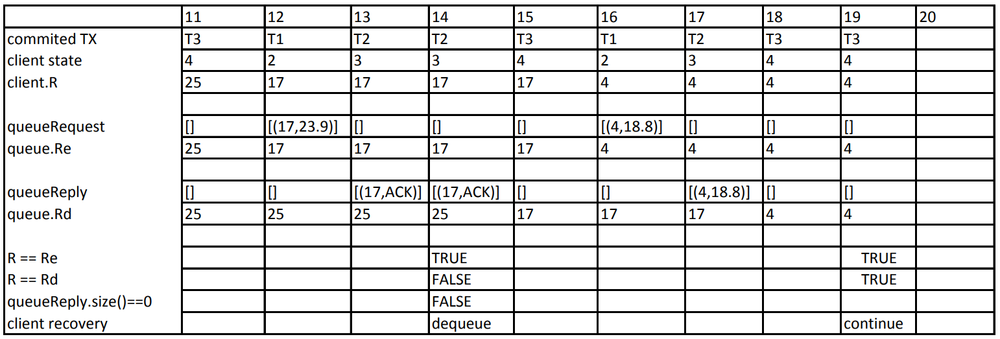 11 12 13 14 15 16 17 18 19 20
commited TX T3 T1 T2 T2 T3 T1 T2 T3 T3
client state 4 2 3 3 4 2 3 4 4
client.R 25 17 17 17 17 4 4 4 4
queueRequest [] [(17,23.9)] [] [] [] [(4,18.8)] [] [] []
queue.Re 25 17 17 17 17 4 4 4 4
queueReply [] [] [(17,ACK)] [(17,ACK)] [] [] [(4,18.8)] [] []
queue.Rd 25 25 25 25 17 17 17 4 4
R == Re TRUE TRUE
R == Rd FALSE TRUE
queueReply.size()==0 FALSE
client recovery dequeue continue